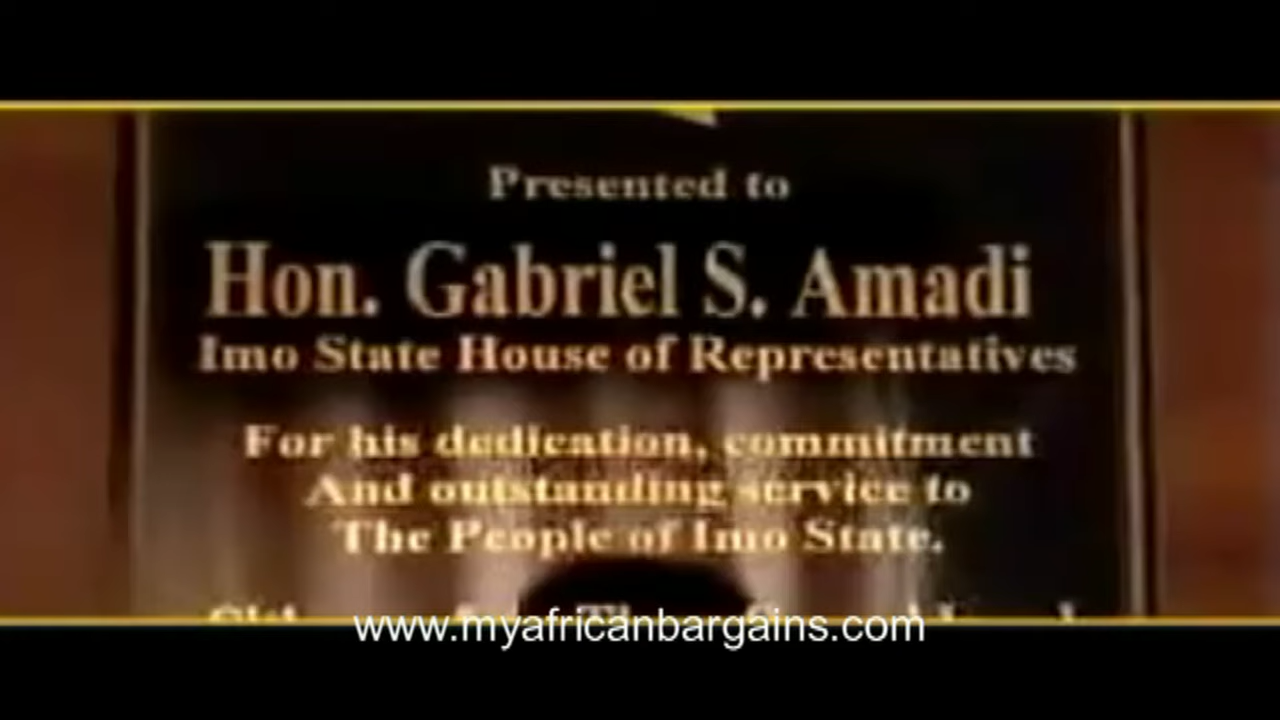 Presented to
Hon. Gabriel S. Amadi
Imo State House of Representatives
For his dedication, commitment
And outstanding service to
The People of Imo State.
www.myafricanbargains.com